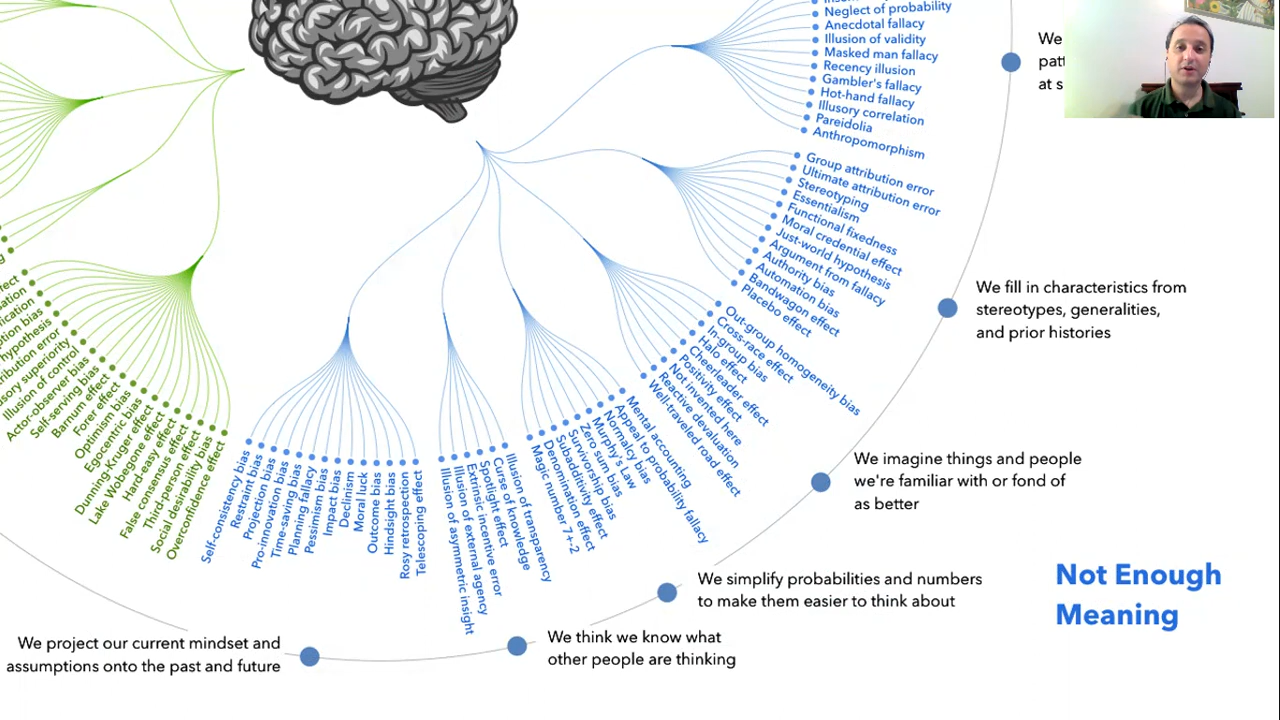 Neglect of probability
Anecdotal fallacy
Illusion of validity
Masked man fallacy
Recency illusion
Gambler's fallacy
Hot-hand fallacy
Illusory correlation
Pareidolia
Anthropomorphism
We
at s
Group attribution error
Ultimate attribution error
Stereotyping
Essentialism
Functional fixedness
Moral credential effect
Just-world hypothesis
Argument from fallacy
Authority bias
Automation bias
Bandwagon effect
Placebo effect
We fill in characteristics from
stereotypes, generalities,
and prior histories
Out-group homogeneity bias
Cross-race effect
In-group bias
Halo effect
Cheerleader effect
Positivity effect
Not invented here
Reactive devaluation
Well-traveled road effect
We imagine things and people
we're familiar with or fond of
as better
Mental accounting
Appeal to probability fallacy
Normalcy bias
Murphy's Law
Zero sum bias
Survivorship bias
Subadditivity effect
Denomination effect
Magic number 7+-2
We simplify probabilities and numbers
to make them easier to think about
Illusion of transparency
Curse of knowledge
Spotlight effect
Extrinsic incentive error
Illusion of external agency
Illusion of asymmetric insight
We think we know what
other people are thinking
Self-consistency bias
Restraint bias
Projection bias
Pro-innovation bias
Time-saving bias
Planning fallacy
Pessimism bias
Impact bias
Declinism
Moral luck
Outcome bias
Hindsight bias
Rosy retrospection
Telescoping effect
We project our current mindset and
assumptions onto the past and future
hypothesis
Illusion of control
Actor-observer bias
Self-serving bias
Barnum effect
Forer effect
Optimism bias
Egocentric bias
Dunning-Kruger effect
Lake Wobegone effect
Hard-easy effect
False consensus effect
Third-person effect
Social desirability bias
Overconfidence effect
Not Enough
Meaning